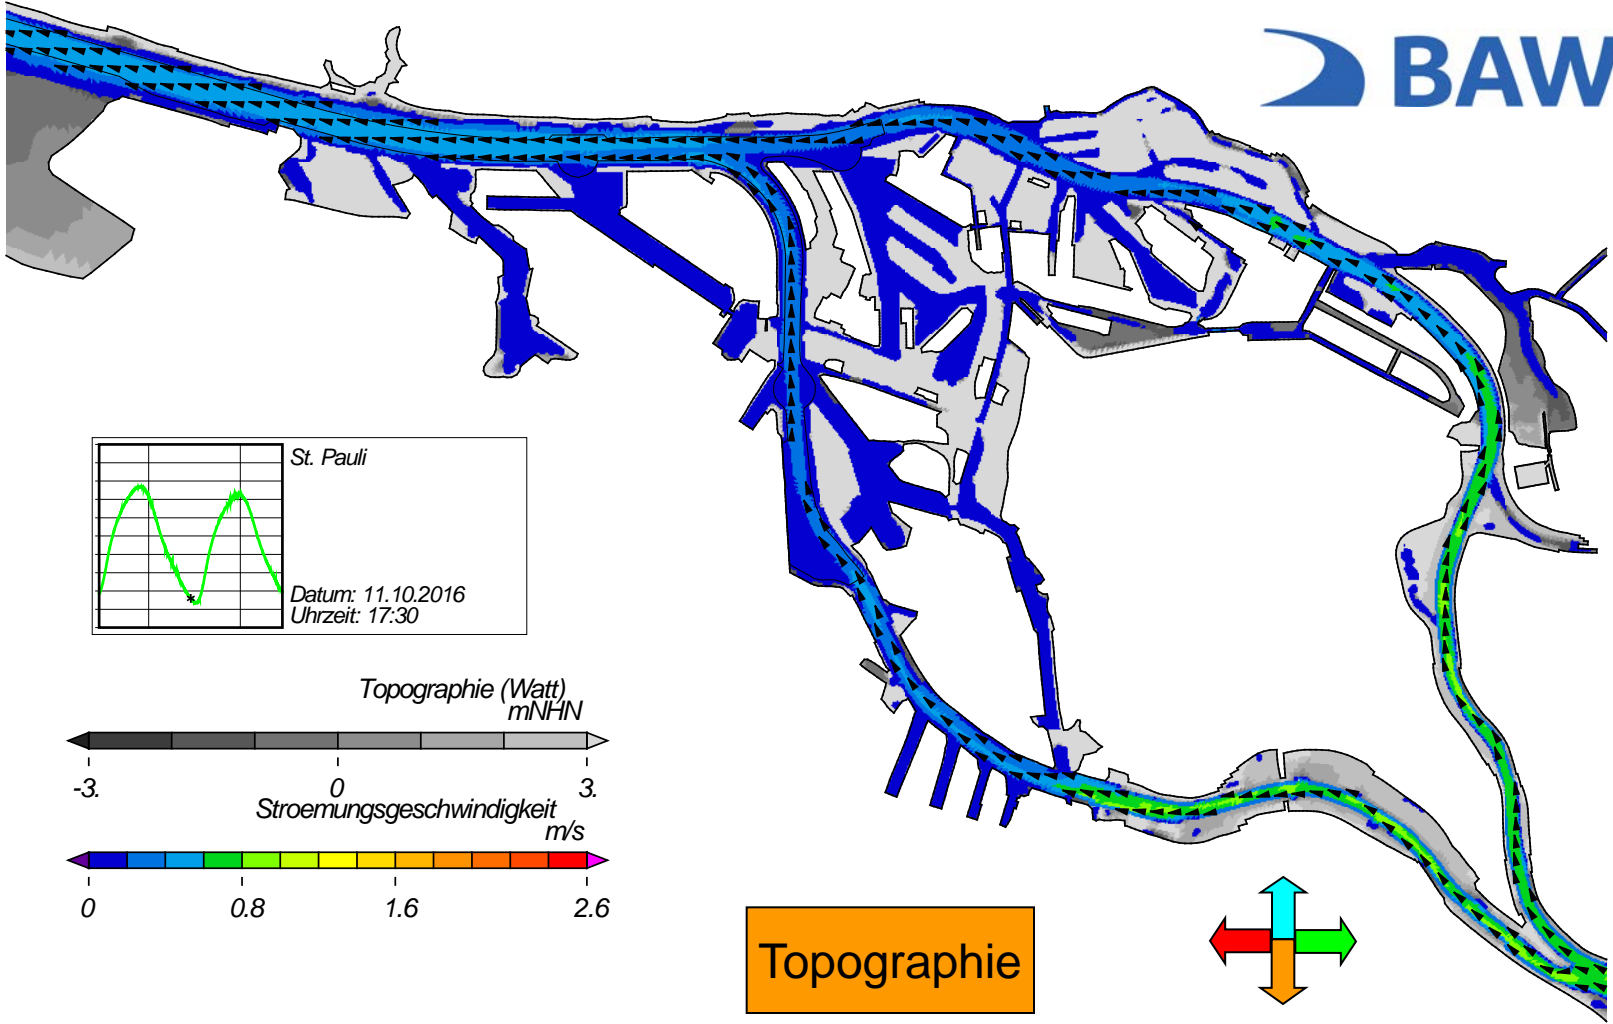 BAW
St. Pauli
Datum: 11.10.2016
Uhrzeit: 17:30
Topographie (Watt)
mNHN
-3. 0 3.
Stroemungsgeschwindigkeit
m/s
0 0.8 1.6 2.6
Topographie